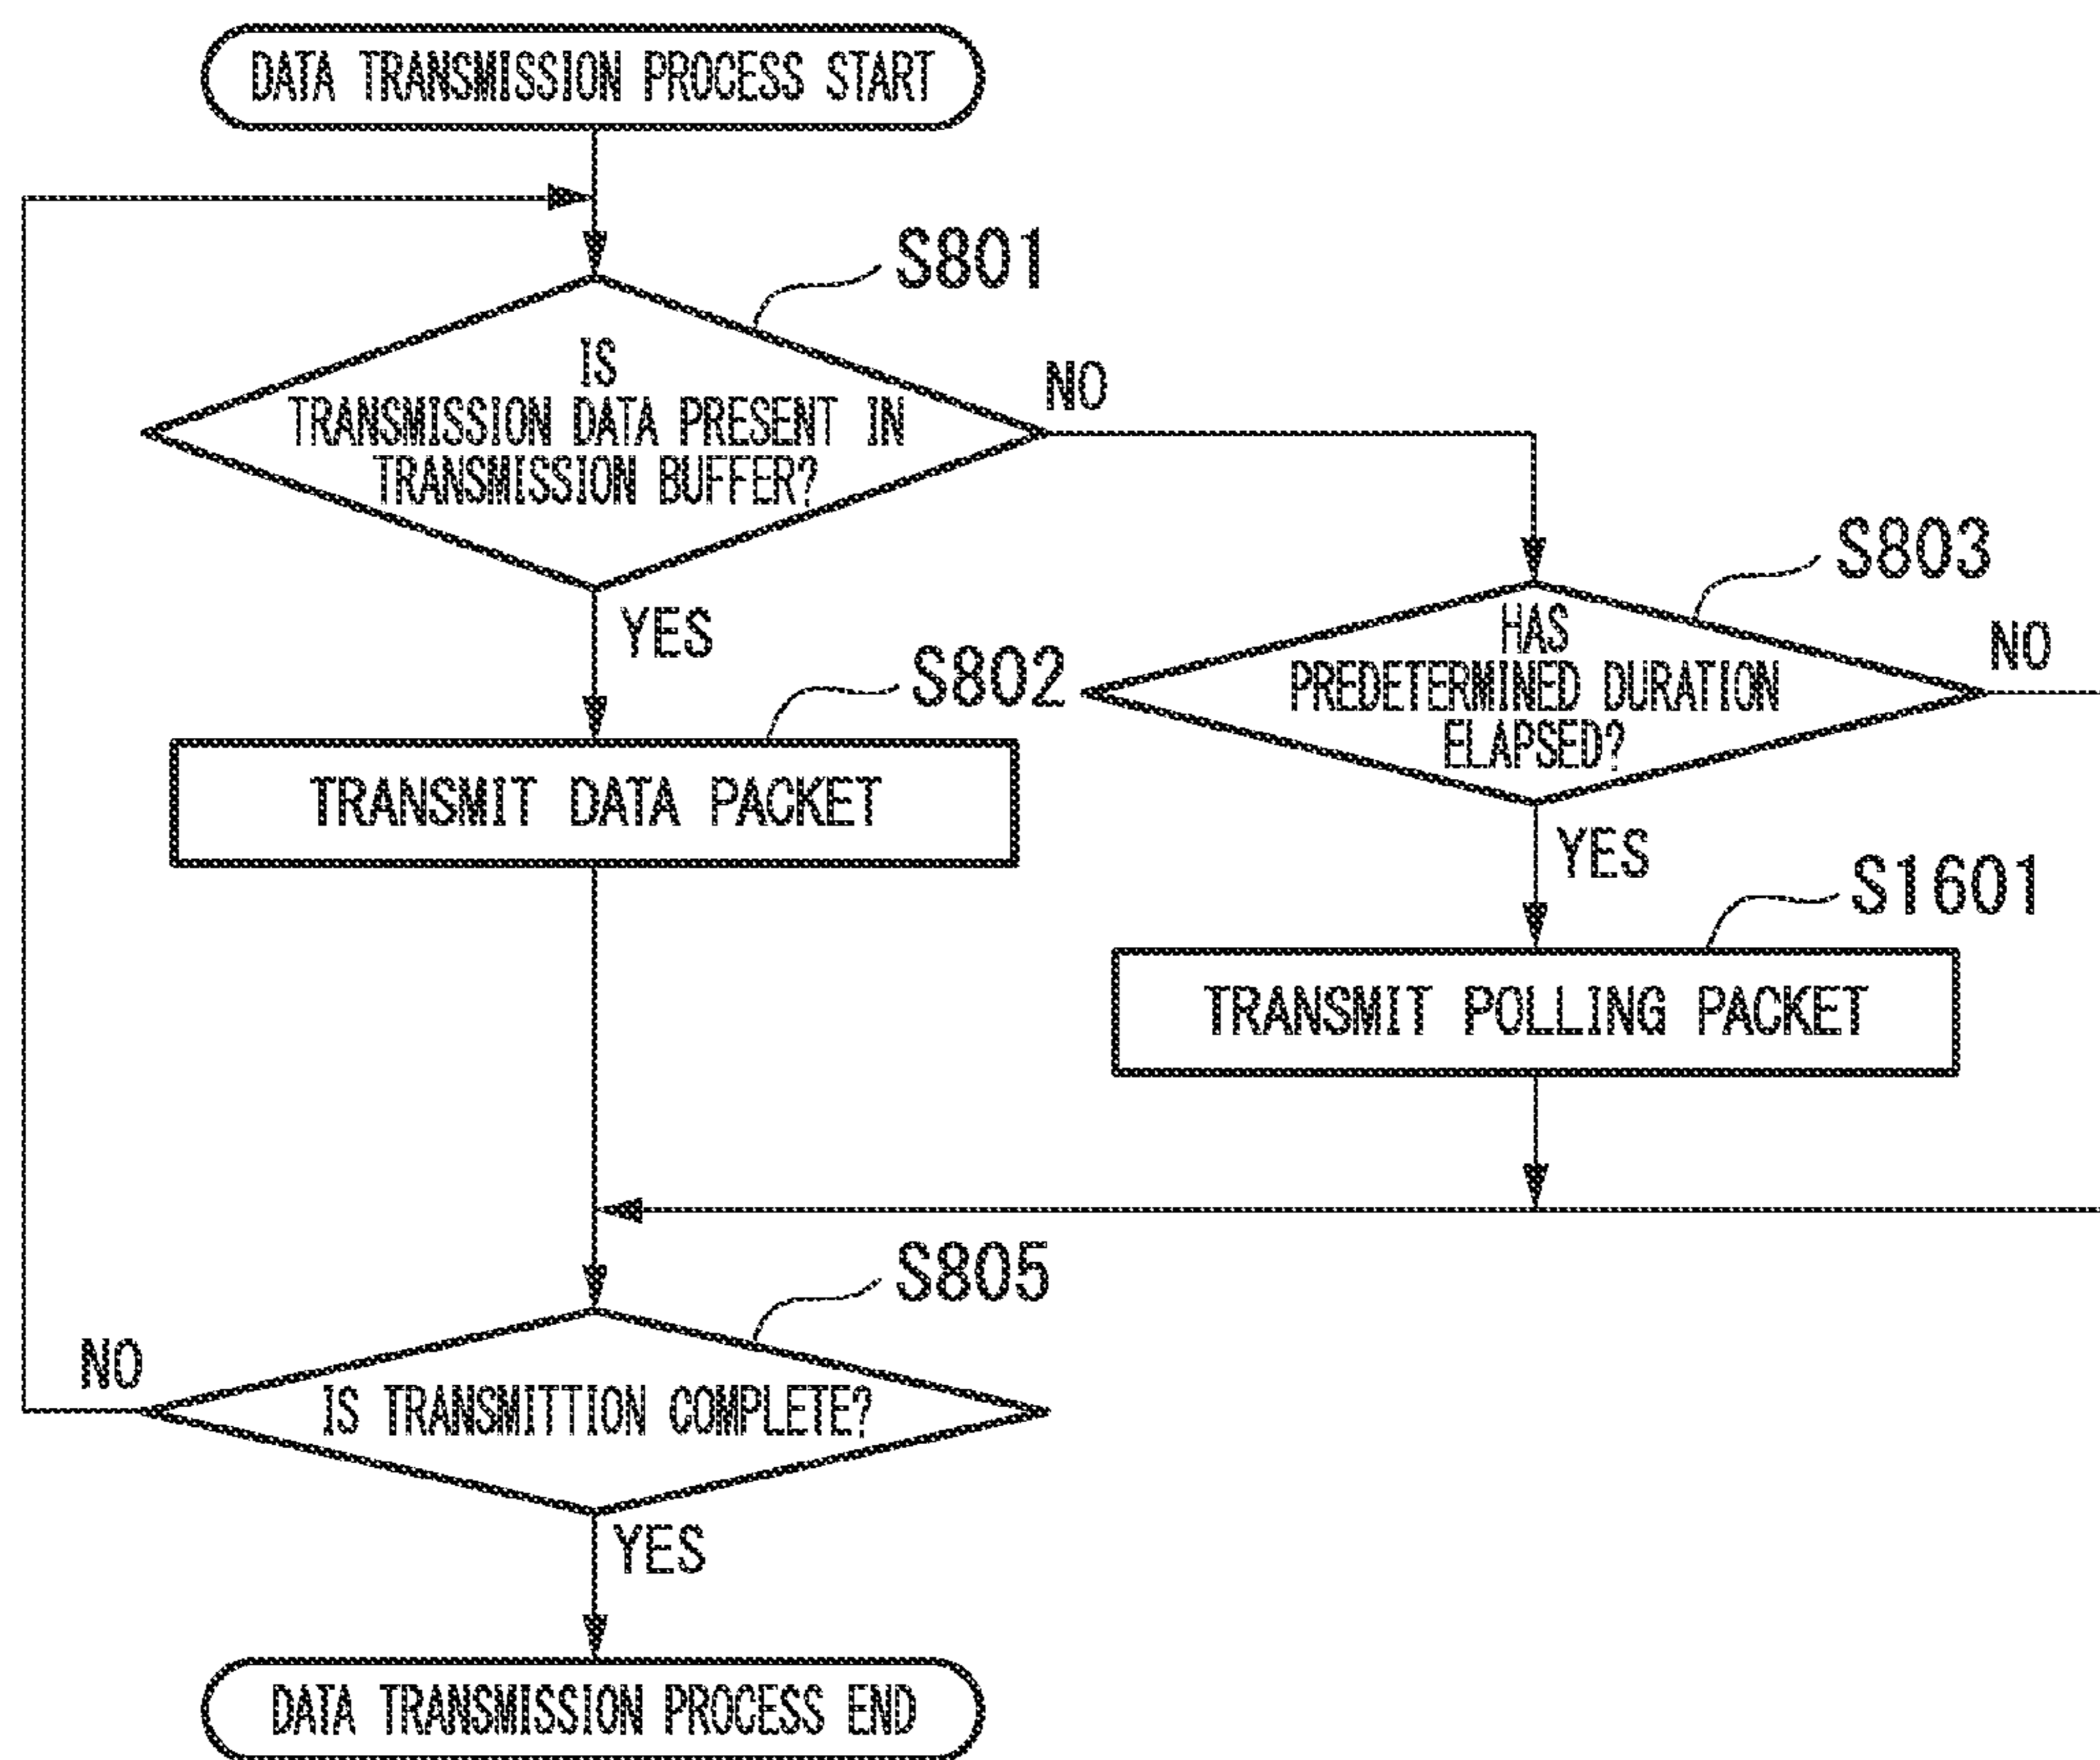 DATA TRANSMISSION PROCESS START
S801
IS
TRANSMISSION DATA PRESENT IN
TRANSMISSION BUFFER?
NO
YES
S803
HAS
PREDETERMINED DURATION
ELAPSED?
NO
YES
S802
TRANSMIT DATA PACKET
S1601
TRANSMIT POLLING PACKET
S805
IS TRANSMITTION COMPLETE?
NO
YES
DATA TRANSMISSION PROCESS END